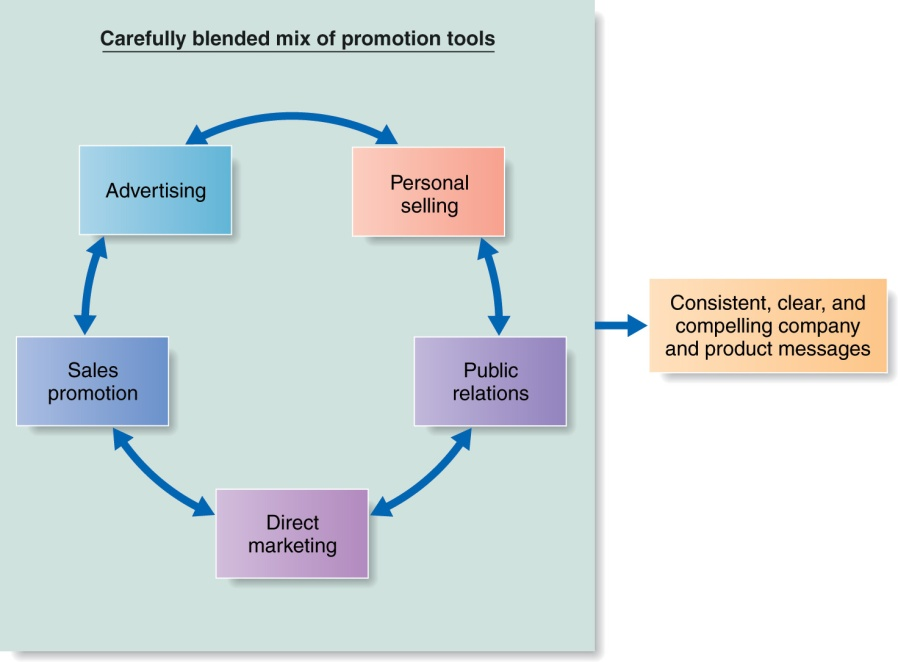 Carefully blended mix of promotion tools
Advertising
Personal
selling
Consistent, clear, and
compelling company
and product messages
Sales
promotion
Public
relations
Direct
marketing